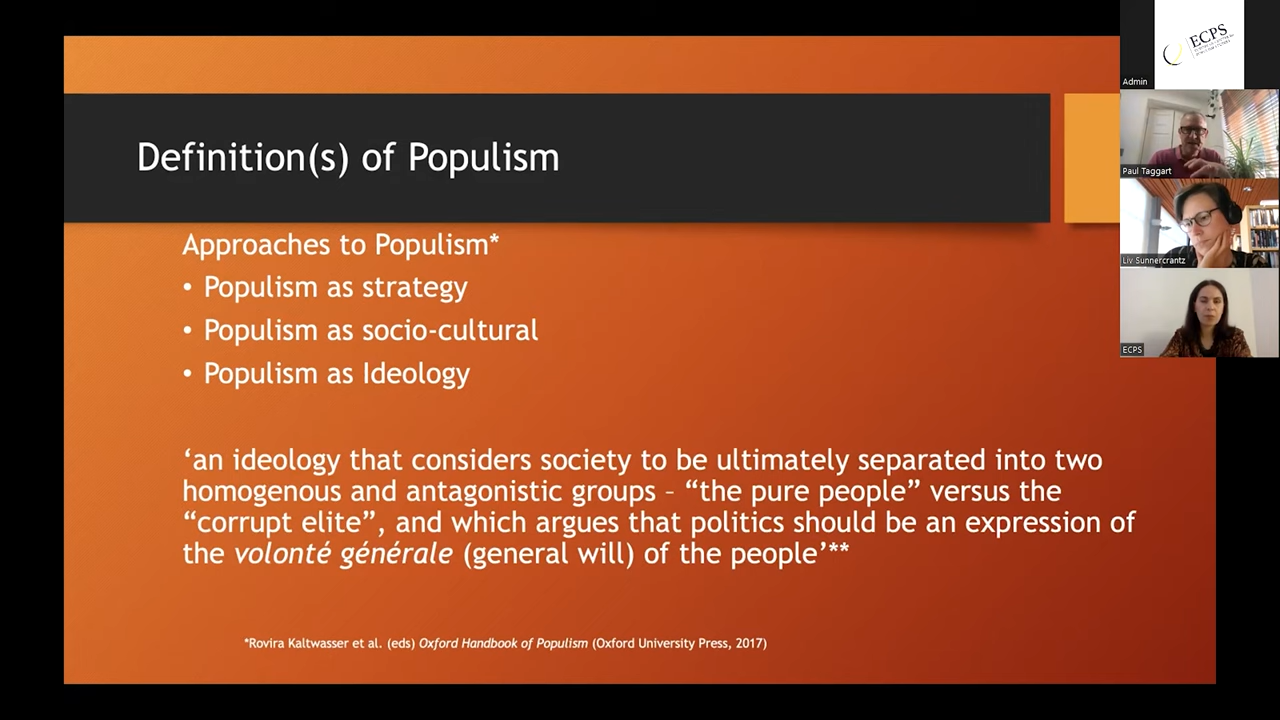 Definition(s) of Populism
Approaches to Populism*
• Populism as strategy
• Populism as socio-cultural
• Populism as Ideology
‘an ideology that considers society to be ultimately separated into two
homogenous and antagonistic groups – “the pure people” versus the
“corrupt elite”, and which argues that politics should be an expression of
the volonté générale (general will) of the people’**
*Rovira Kaltwasser et al. (eds) Oxford Handbook of Populism (Oxford University Press, 2017)
ECPS
Admin
Paul Taggart
Liv Sunnercrantz
ECPS